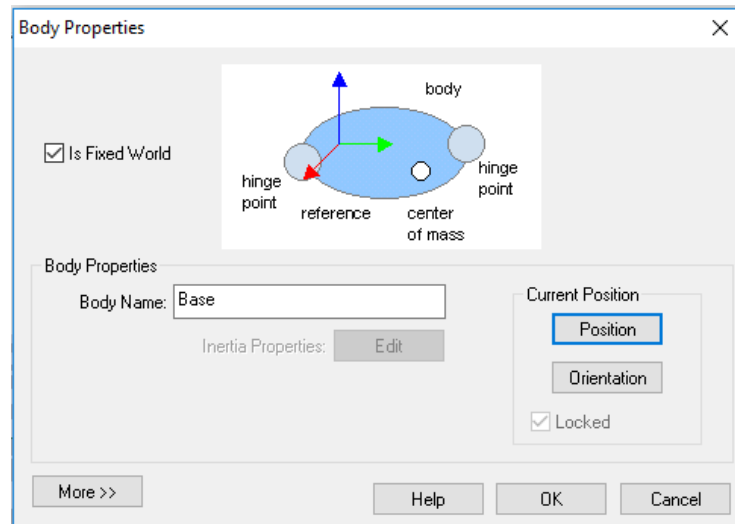 Body Properties
body
Is Fixed World
hinge
point
hinge
point
reference
center
of mass
Body Properties
Body Name: Base
Inertia Properties: Edit
Current Position
Position
Orientation
Locked
More >>
Help OK Cancel